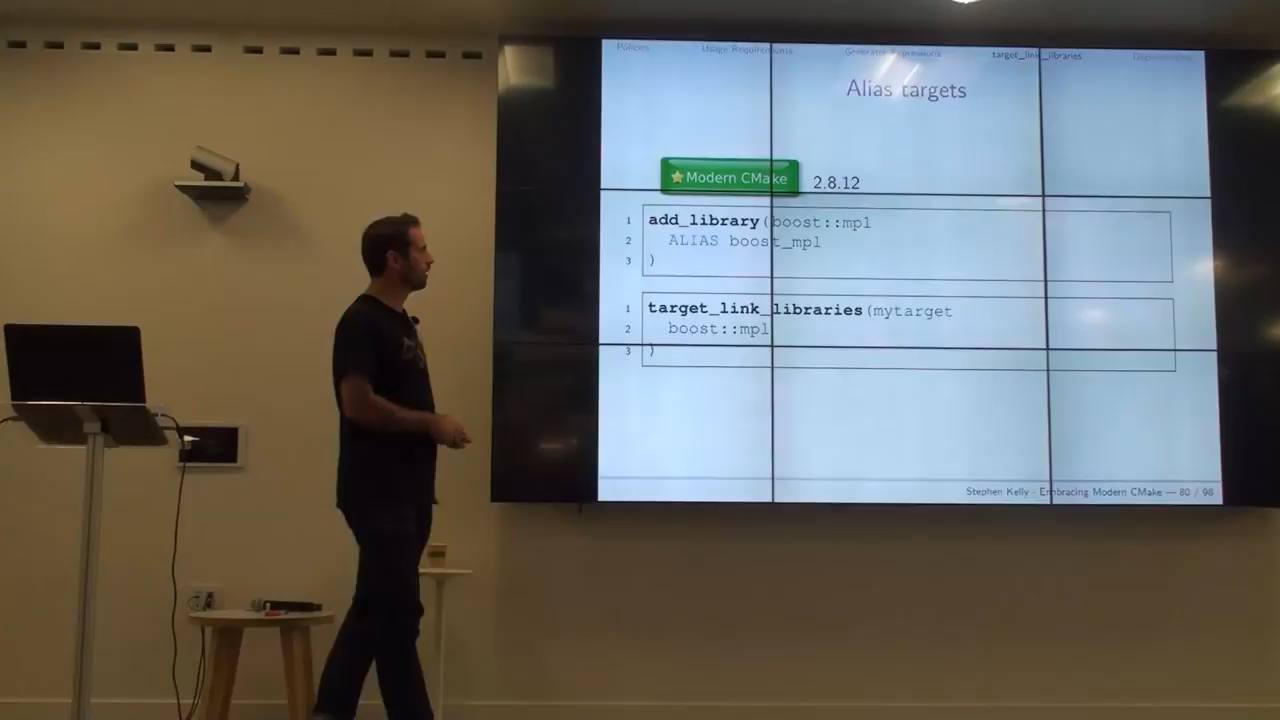 Policies Usage Requirements Generator Expressions target_link_libraries Dependencies
Alias targets
Modern CMake 2.8.12
1 add_library(boost::mpl
2 ALIAS boost_mpl
3 )
1 target_link_libraries(mytarget
2 boost::mpl
3 )
Stephen Kelly - Embracing Modern CMake — 80 / 98